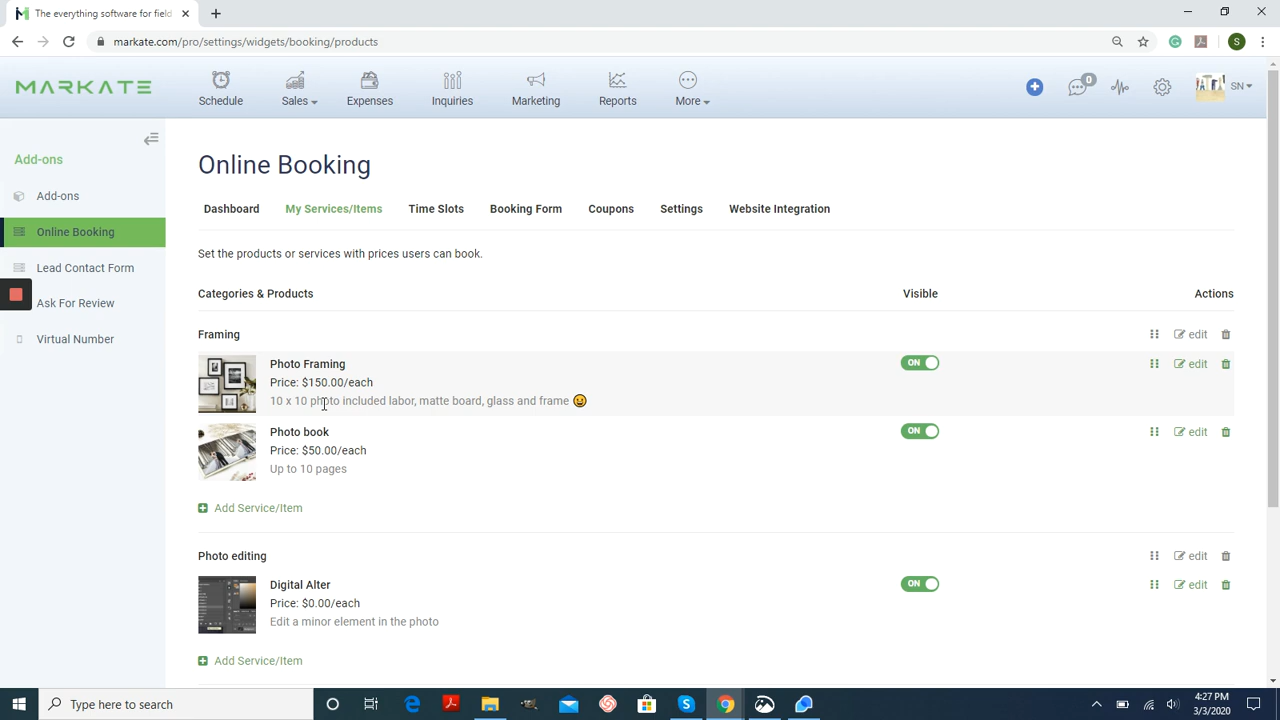 The everything software for field
markate.com/pro/settings/widgets/booking/products
S
MARKATE
Schedule
Sales
Expenses
Inquiries
Marketing
Reports
More
0
SN
Add-ons
Add-ons
Online Booking
Lead Contact Form
Ask For Review
Virtual Number
Online Booking
Dashboard
My Services/Items
Time Slots
Booking Form
Coupons
Settings
Website Integration
Set the products or services with prices users can book.
Categories & Products
Visible
Actions
Framing
edit
Photo Framing
ON
edit
Price: $150.00/each
10 x 10 photo included labor, matte board, glass and frame
Photo book
ON
edit
Price: $50.00/each
Up to 10 pages
Add Service/Item
Photo editing
edit
Digital Alter
ON
edit
Price: $0.00/each
Edit a minor element in the photo
Add Service/Item
Type here to search
4:27 PM
3/3/2020